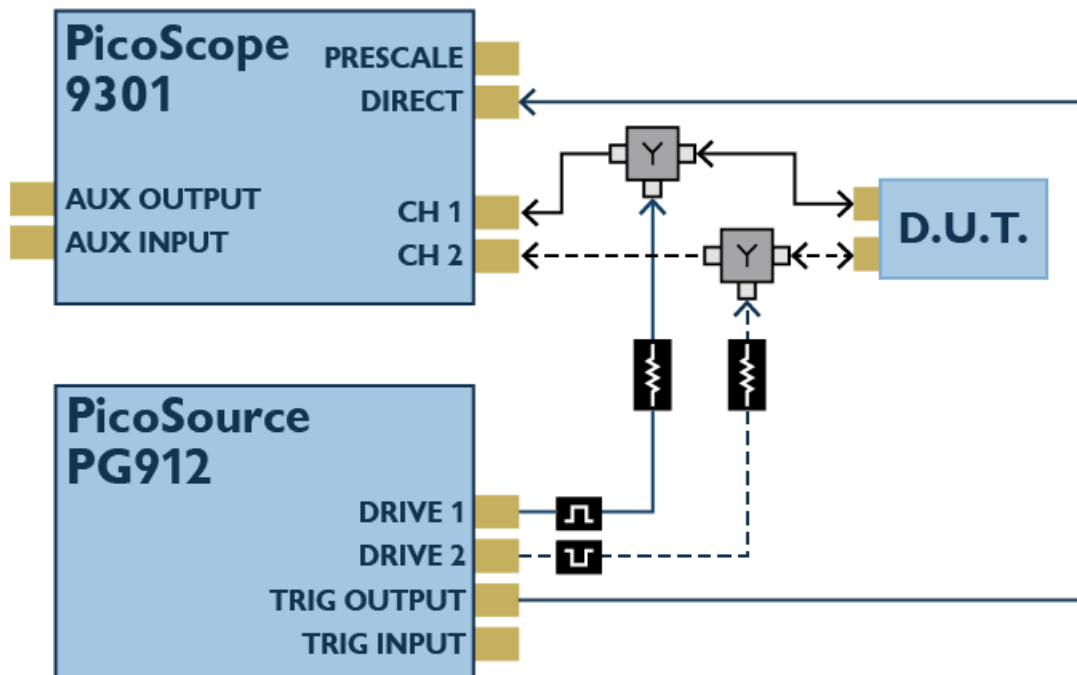 PicoScope
9301
PRESCALE
DIRECT
AUX OUTPUT
AUX INPUT
CH 1
CH 2
Y
Y
D.U.T.
PicoSource
PG912
DRIVE 1
DRIVE 2
TRIG OUTPUT
TRIG INPUT